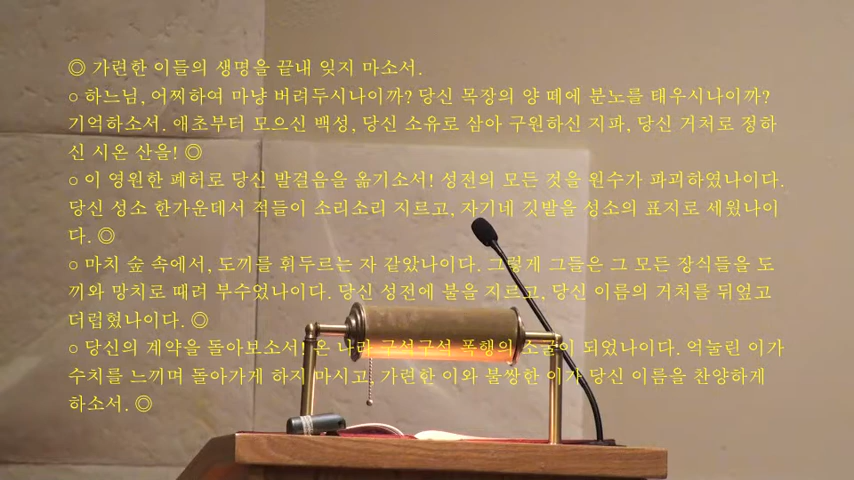 ◎ 가련한 이들의 생명을 끝내 잊지 마소서.
○ 하느님, 어찌하여 마냥 버려두시나이까? 당신 목장의 양 떼에 분노를 태우시나이까?
기억하소서. 애초부터 모으신 백성, 당신 소유로 삼아 구원하신 지파, 당신 거처로 정하
신 시온 산을! ◎
○ 이 영원한 폐허로 당신 발걸음을 옮기소서! 성전의 모든 것을 원수가 파괴하였나이다.
당신 성소 한가운데서 적들이 소리소리 지르고, 자기네 깃발을 성소의 표지로 세웠나이
다. ◎
○ 마치 숲 속에서, 도끼를 휘두르는 자 같았나이다. 그렇게 그들은 그 모든 장식들을 도
끼와 망치로 때려 부수었나이다. 당신 성전에 불을 지르고, 당신 이름의 거처를 뒤엎고
더럽혔나이다. ◎
○ 당신의 계약을 돌아보소서! 온 나라 구석구석 폭행의 소굴이 되었나이다. 억눌린 이가
수치를 느끼며 돌아가게 하지 마시고, 가련한 이와 불쌍한 이가 당신 이름을 찬양하게
하소서. ◎